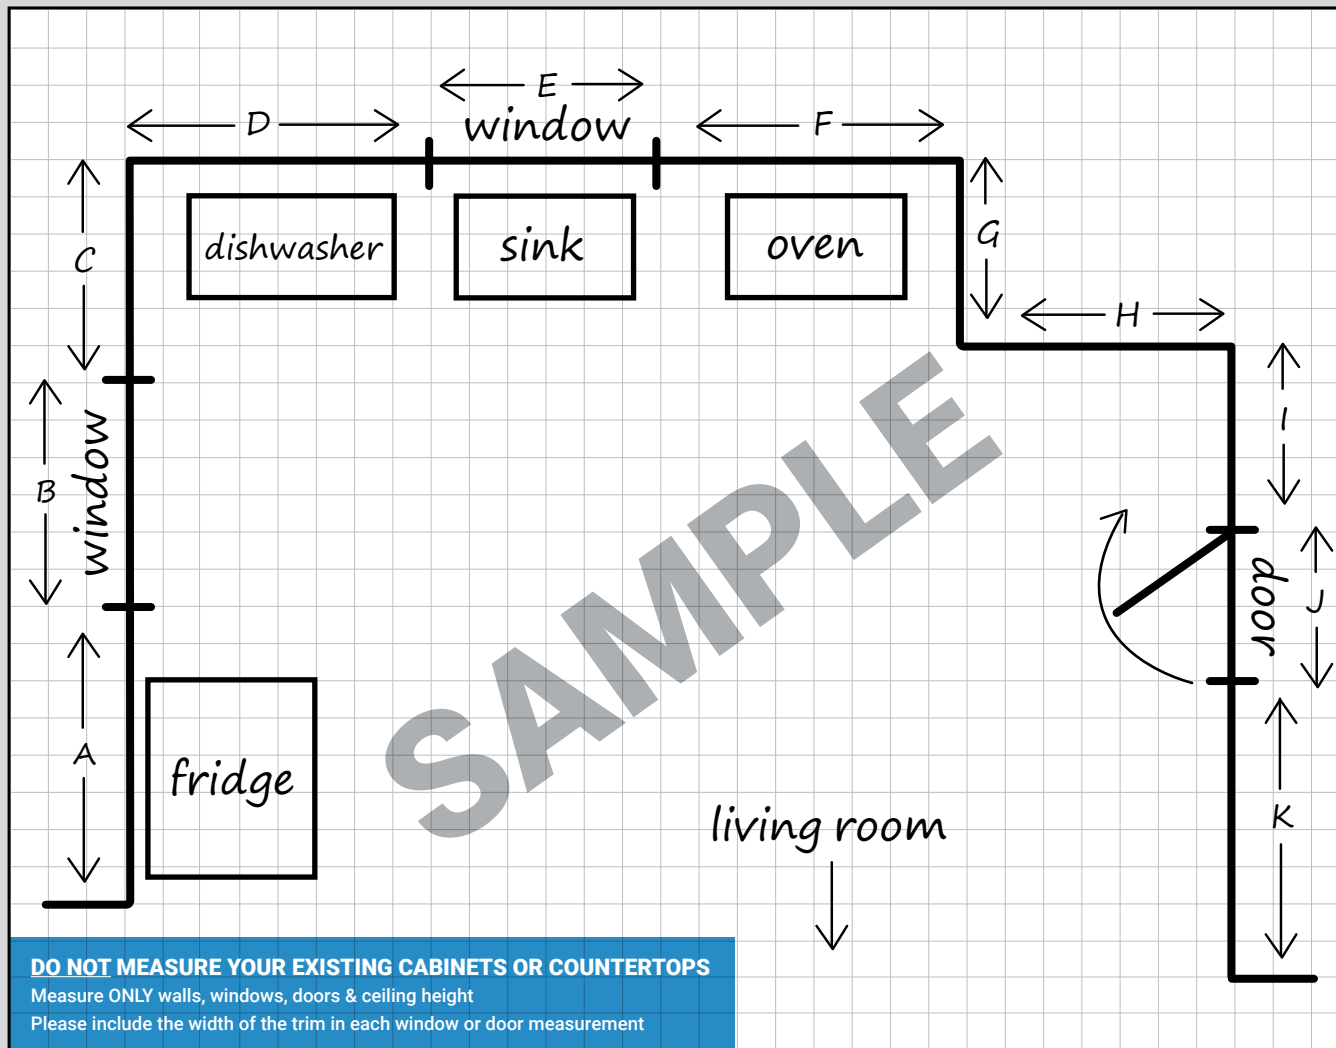 E
D
window
F
C
dishwasher
sink
oven
G
H
I
B
window
door
J
SAMPLE
A
fridge
living room
K
DO NOT MEASURE YOUR EXISTING CABINETS OR COUNTERTOPS
Measure ONLY walls, windows, doors & ceiling height
Please include the width of the trim in each window or door measurement